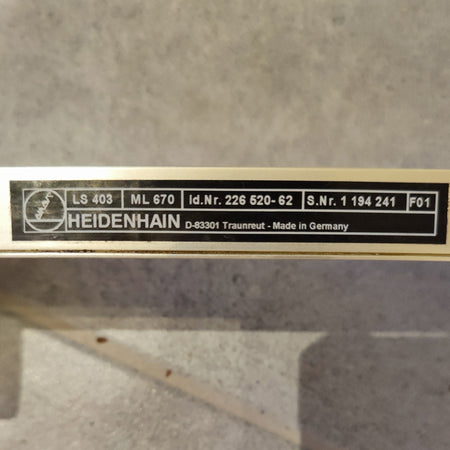 LS 403 ML 670 Id.Nr. 226 520-62 S.Nr. 1 194 241 F01
HEIDENHAIN D-83301 Traunreut - Made in Germany